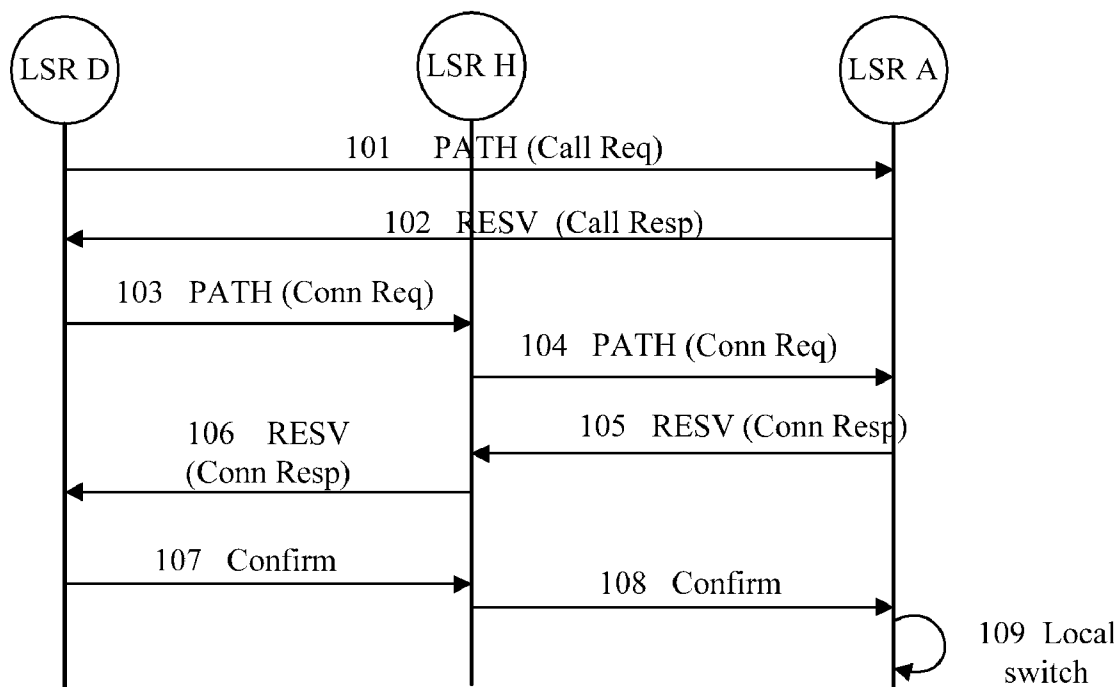 LSR D
LSR H
LSR A
101 PATH (Call Req)
102 RESV (Call Resp)
103 PATH (Conn Req)
104 PATH (Conn Req)
105 RESV (Conn Resp)
106 RESV
(Conn Resp)
107 Confirm
108 Confirm
109 Local
switch